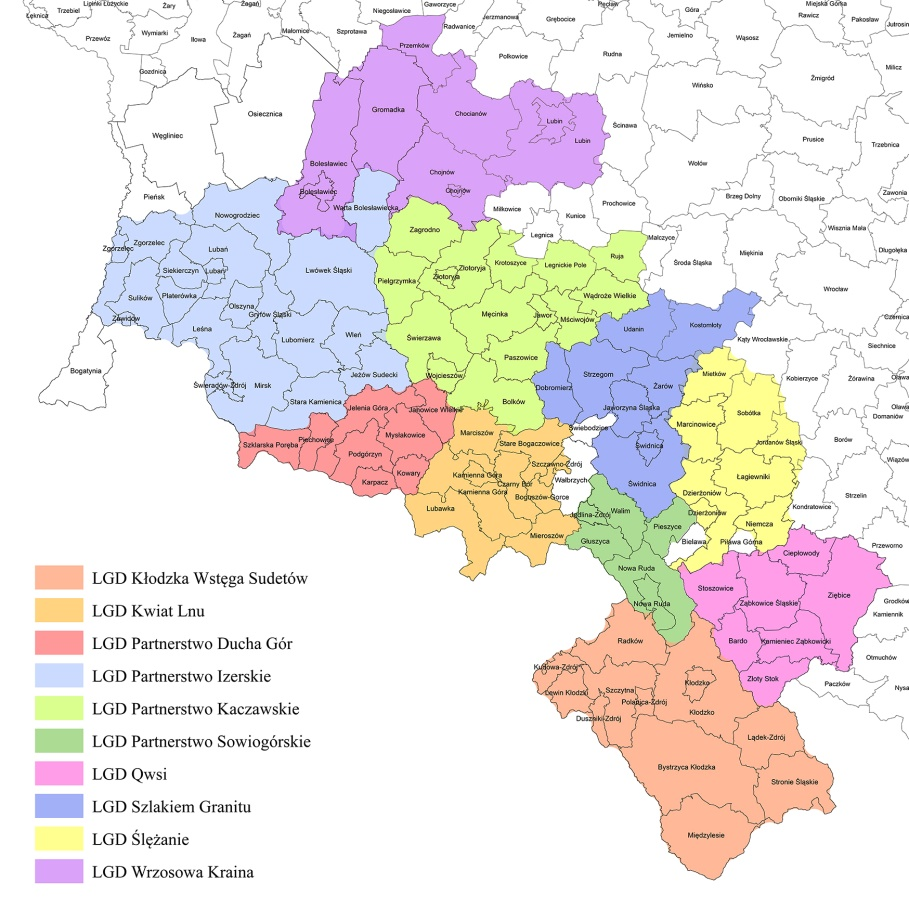 Lipinki Łużyckie
Żary
Żagań
Gaworzyce
Pęcław
Miejska Górka
Trzebiel
Niegosławice
Jerzmanowa
Góra
Rawicz
Pakosław
Łęknica
Radwanice
Grębocice
Jutrosin
Przewóz
Wymiarki
Iłowa
Żagań
Małomice
Szprotawa
Przemków
Jemielno
Wąsosz
Polkowice
Rudna
Gozdnica
Milicz
Żmigród
Wińsko
Osiecznica
Gromadka
Chocianów
Lubin
Węgliniec
Lubin
Ścinawa
Prusice
Trzebnica
Bolesławiec
Wołów
Chojnów
Bolesławiec
Chojnów
Pieńsk
Warta Bolesławiecka
Miłkowice
Kunice
Prochowice
Brzeg Dolny
Oborniki Śląskie
Zawonia
Nowogrodziec
Zagrodno
Legnica
Malczyce
Wisznia Mała
Zgorzelec
Zgorzelec
Lubań
Krotoszyce
Legnickie Pole
Ruja
Środa Śląska
Miękinia
Długołęka
Siekierczyn
Lubań
Lwówek Śląski
Pielgrzymka
Złotoryja
Złotoryja
Sulików
Platerówka
Olszyna
Wądroże Wielkie
Wrocław
Zawidów
Gryfów Śląski
Męcinka
Jawor
Mściwojów
Czernica
Leśna
Lubomierz
Wleń
Świerzawa
Udanin
Kostomłoty
Kąty Wrocławskie
Siechnice
Bogatynia
Paszowice
Świeradów-Zdrój
Mirsk
Jeżów Sudecki
Wojcieszów
Dobromierz
Strzegom
Żarów
Mietków
Kobierzyce
Żórawina
Oława
Stara Kamienica
Jelenia Góra
Janowice Wielkie
Bolków
Jaworzyna Śląska
Sobótka
Oława
Domaniów
Szklarska Poręba
Piechowice
Mysłakowice
Marciszów
Stare Bogaczowice
Świebodzice
Świdnica
Marcinowice
Jordanów Śląski
Borów
Podgórzyn
Szczawno-Zdrój
Wiązów
Karpacz
Kowary
Kamienna Góra
Czarny Bór
Wałbrzych
Świdnica
Łagiewniki
Kamienna Góra
Boguszów-Gorce
Dzierżoniów
Strzelin
Lubawka
Jedlina-Zdrój
Walim
Dzierżoniów
Kondratowice
Pieszyce
Niemcza
Mieroszów
Głuszyca
Bielawa
Piława Górna
Przeworno
Ciepłowody
Nowa Ruda
Stoszowice
Ząbkowice Śląskie
Ziębice
Nowa Ruda
Grodków
Kamiennik
Radków
Bardo
Kamieniec Ząbkowicki
Otmuchów
Kudowa-Zdrój
Kłodzko
Złoty Stok
Paczków
Nysa
Lewin Kłodzki
Szczytna
Polanica-Zdrój
Duszniki-Zdrój
Kłodzko
Lądek-Zdrój
Bystrzyca Kłodzka
Stronie Śląskie
Międzylesie
LGD Kłodzka Wstęga Sudetów
LGD Kwiat Lnu
LGD Partnerstwo Ducha Gór
LGD Partnerstwo Izerskie
LGD Partnerstwo Kaczawskie
LGD Partnerstwo Sowiogórskie
LGD Qwsi
LGD Szlakiem Granitu
LGD Ślężanie
LGD Wrzosowa Kraina